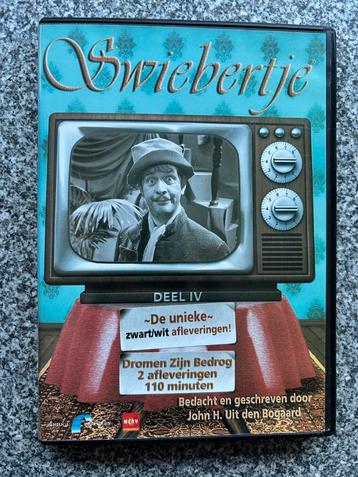 Swiebertje
DEEL IV
~De unieke~
zwart/wit afleveringen!
Dromen Zijn Bedrog
2 afleveringen
110 minuten
Bedacht en geschreven door
John H. Uit den Bogaard
NCRV